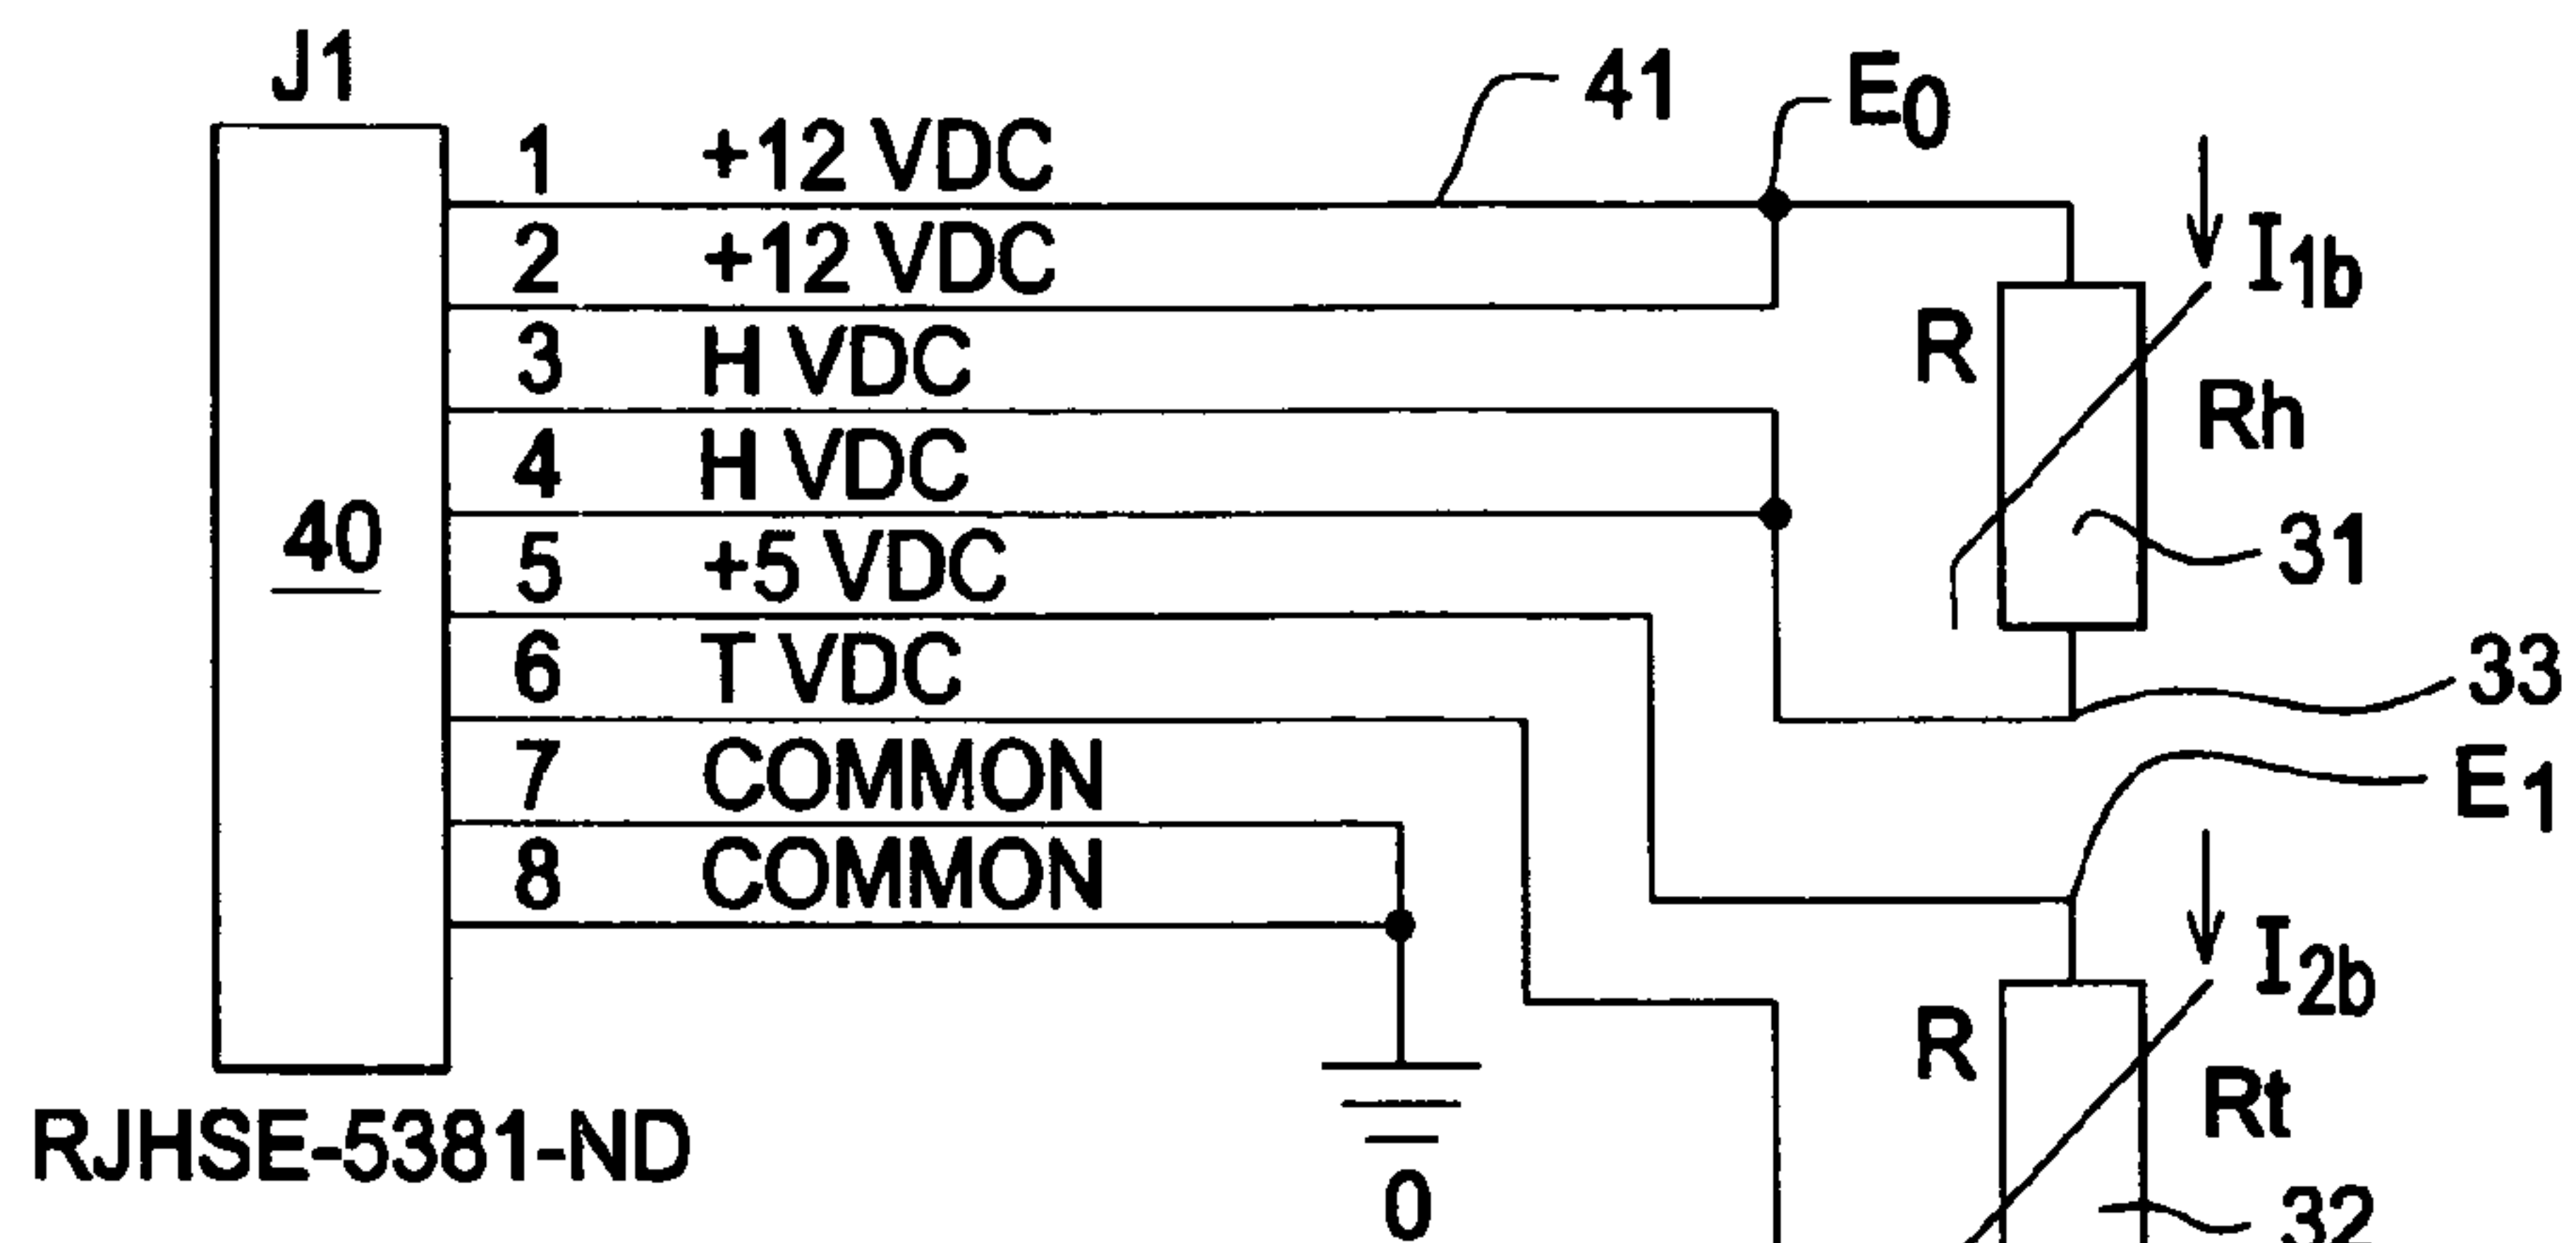 J1
41
E0
1 +12 VDC
2 +12 VDC
I1b
3 H VDC
R
Rh
4 H VDC
40
31
5 +5 VDC
6 T VDC
33
7 COMMON
E1
8 COMMON
I2b
R
Rt
RJHSE-5381-ND
0
32